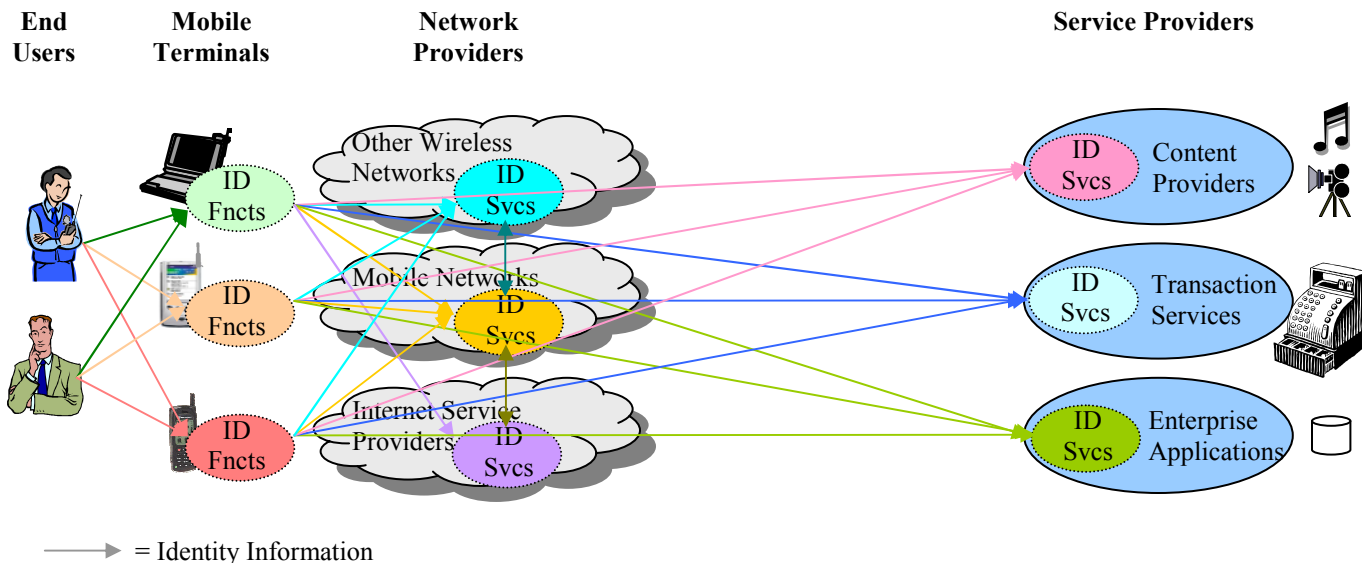 End
Users
Mobile
Terminals
Network
Providers
Service Providers
Other Wireless
Networks
ID
Fncts
ID
Svcs
ID
Svcs
Content
Providers
Mobile Networks
ID
Fncts
ID
Svcs
ID
Svcs
Transaction
Services
Internet Service
Providers
ID
Fncts
ID
Svcs
ID
Svcs
Enterprise
Applications
= Identity Information